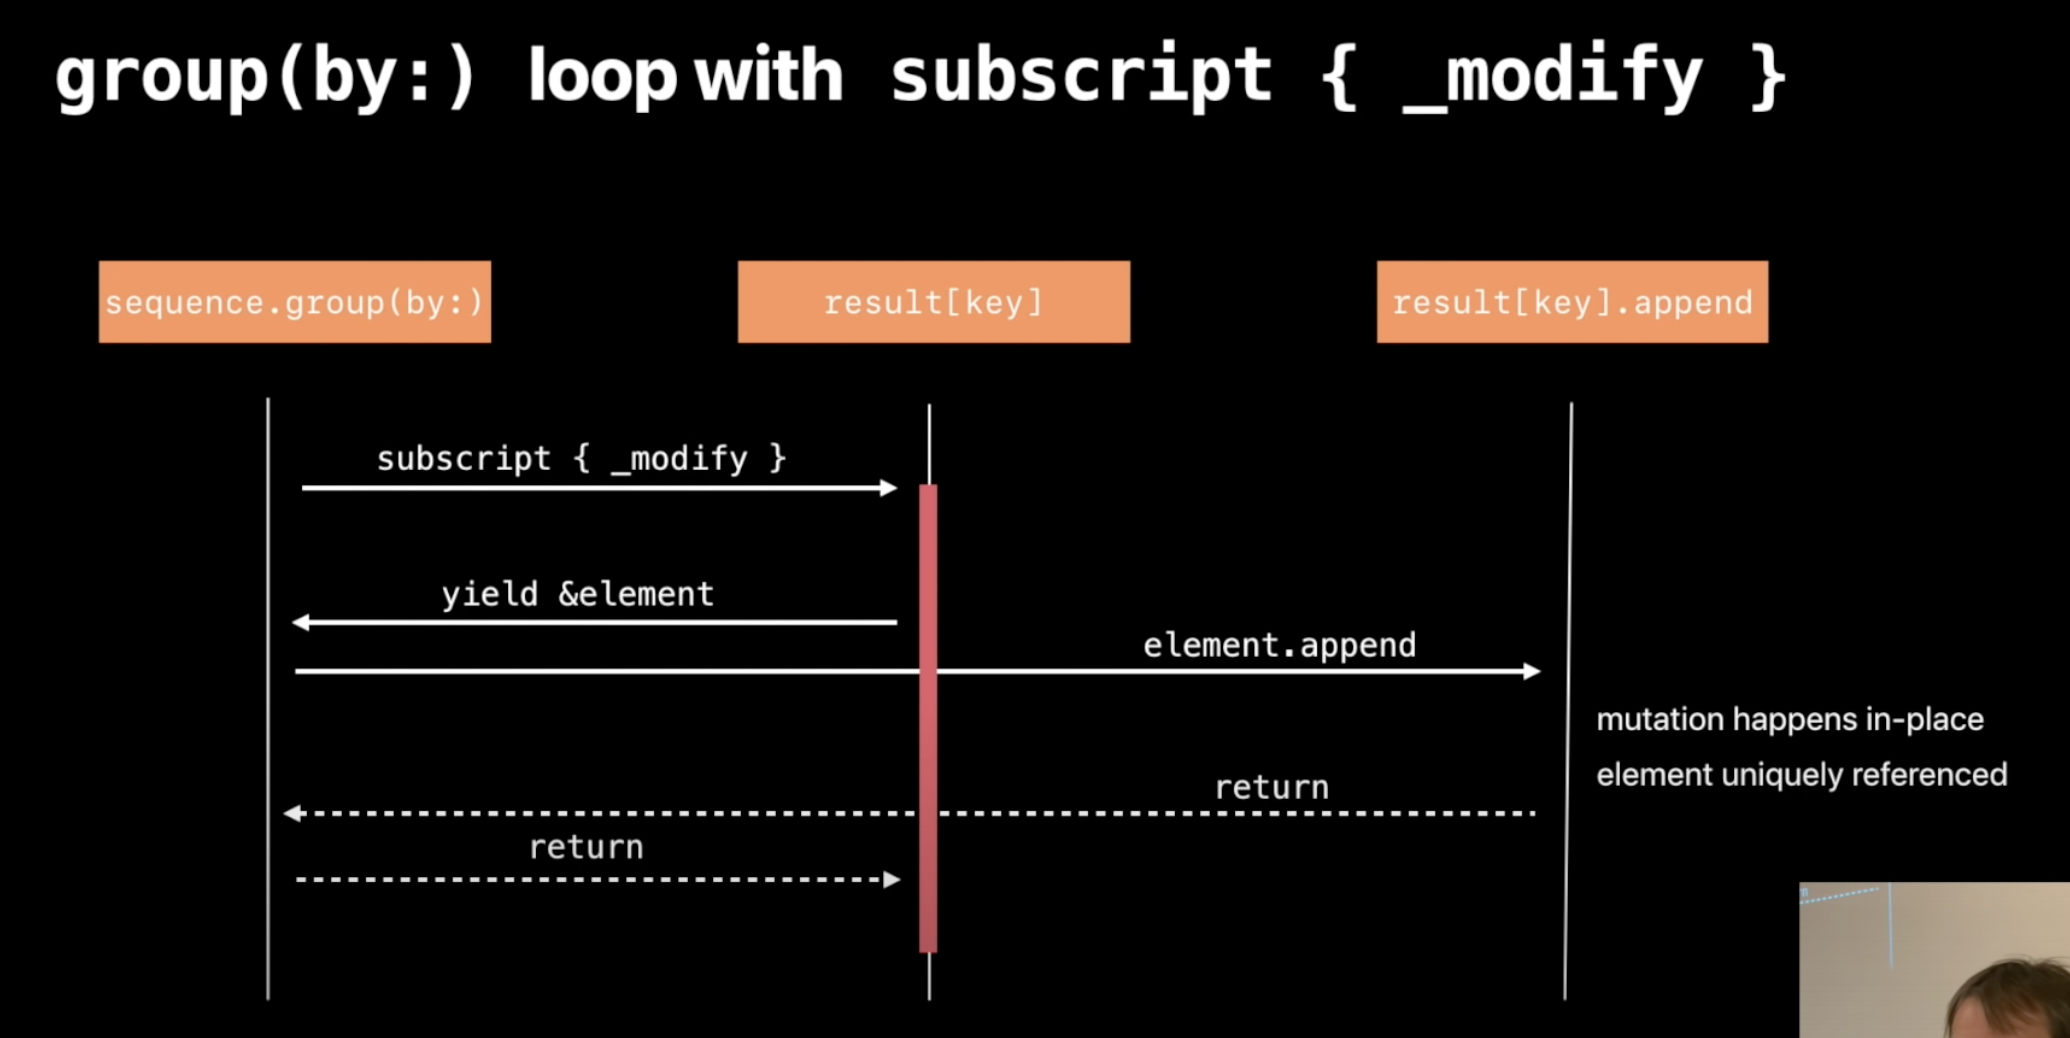 group(by:) loop with subscript { _modify }
sequence.group(by:)
result[key]
result[key].append
subscript { _modify }
yield &element
element.append
mutation happens in-place
element uniquely referenced
return
return